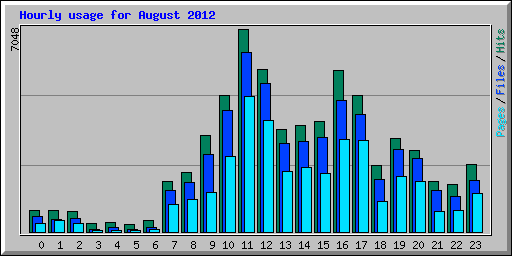 Hourly usage for August 2012
7048
Pages/Files/Hits
0 1 2 3 4 5 6 7 8 9 10 11 12 13 14 15 16 17 18 19 20 21 22 23